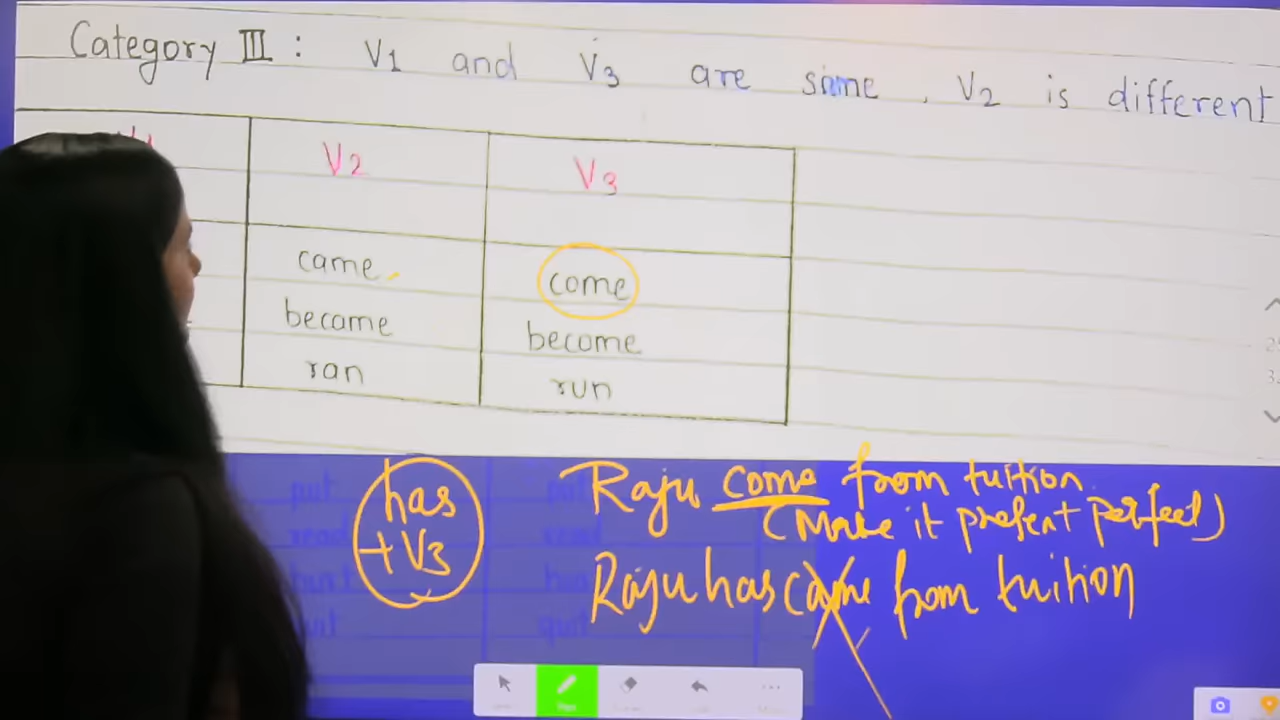 Category III : V1 and V3 are same , V2 is different
V2 V3
came come
became become
ran run
has
+ V3
Raju come from tuition
(Make it present perfect)
Raju has came from tuition